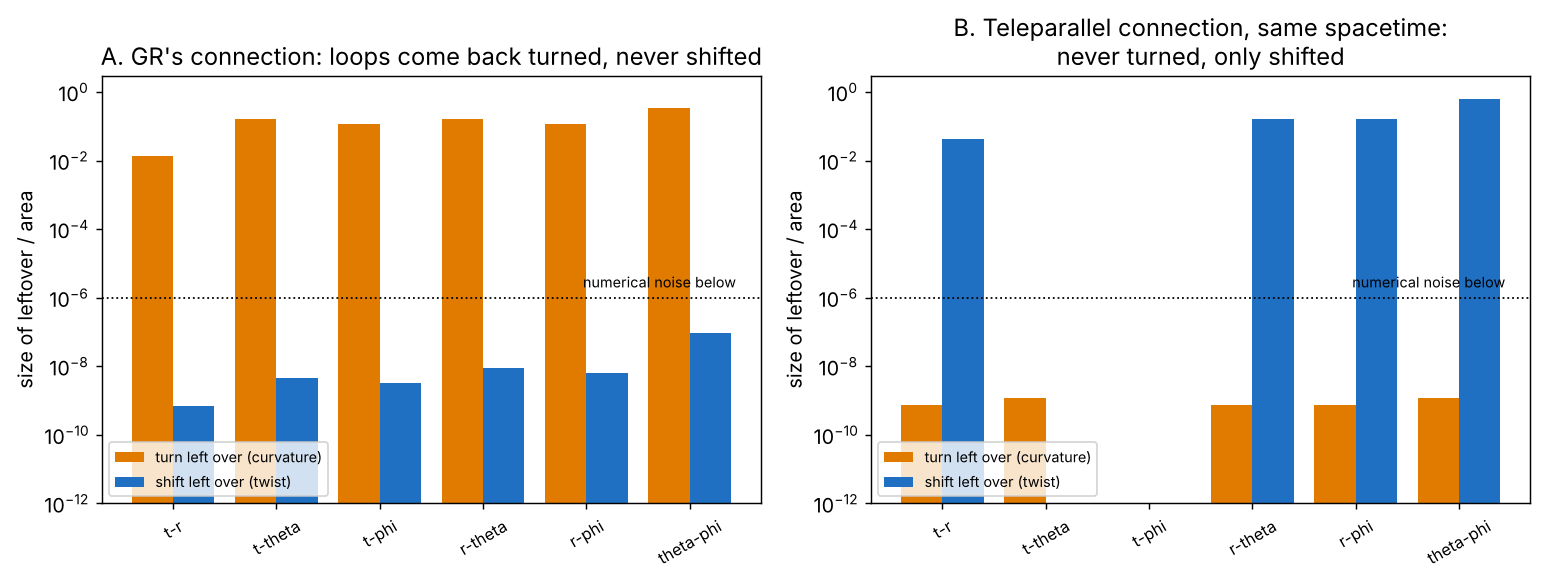 A. GR's connection: loops come back turned, never shifted
size of leftover / area
10⁰
10⁻²
10⁻⁴
10⁻⁶
10⁻⁸
10⁻¹⁰
10⁻¹²
numerical noise below
turn left over (curvature)
shift left over (twist)
t-r
t-theta
t-phi
r-theta
r-phi
theta-phi
B. Teleparallel connection, same spacetime:
never turned, only shifted
size of leftover / area
10⁰
10⁻²
10⁻⁴
10⁻⁶
10⁻⁸
10⁻¹⁰
10⁻¹²
numerical noise below
turn left over (curvature)
shift left over (twist)
t-r
t-theta
t-phi
r-theta
r-phi
theta-phi